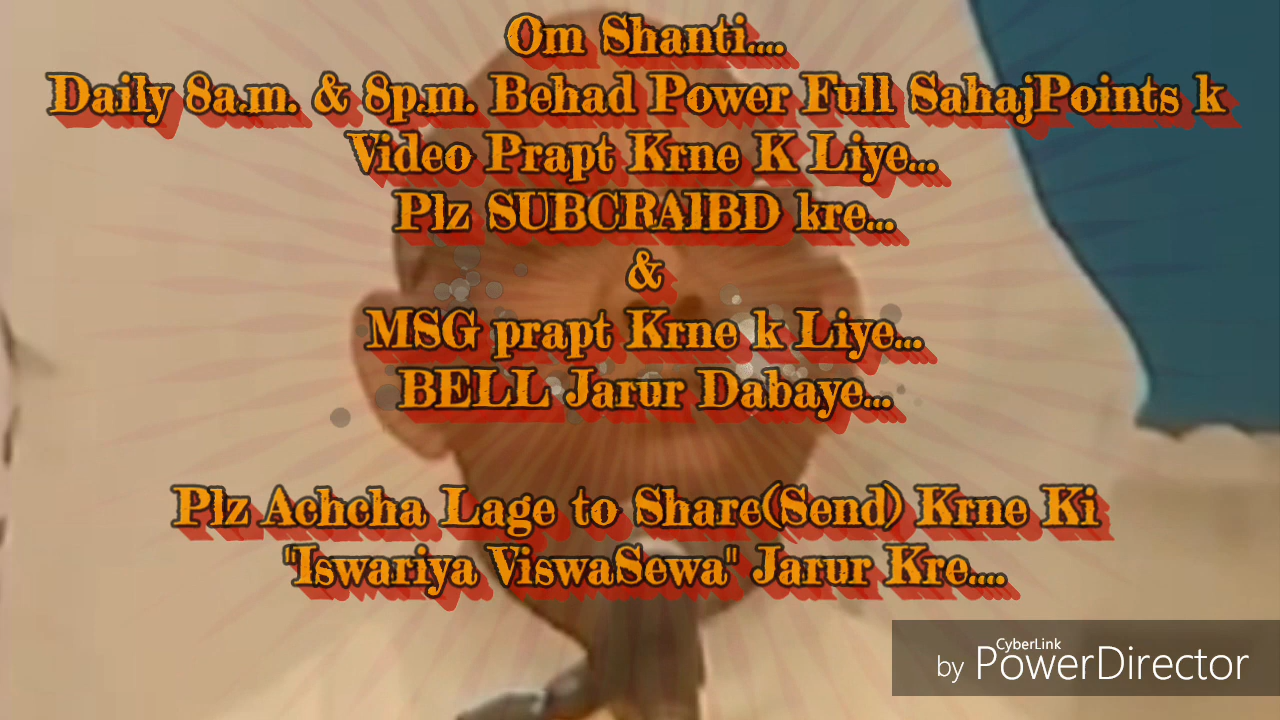 Om Shanti....
Daily 8a.m. & 8p.m. Behad Power Full SahajPoints k
Video Prapt Krne K Liye...
Plz SUBCRAIBD kre...
&
MSG prapt Krne k Liye...
BELL Jarur Dabaye...
Plz Achcha Lage to Share(Send) Krne Ki
"Iswariya ViswaSewa" Jarur Kre....
by CyberLink PowerDirector